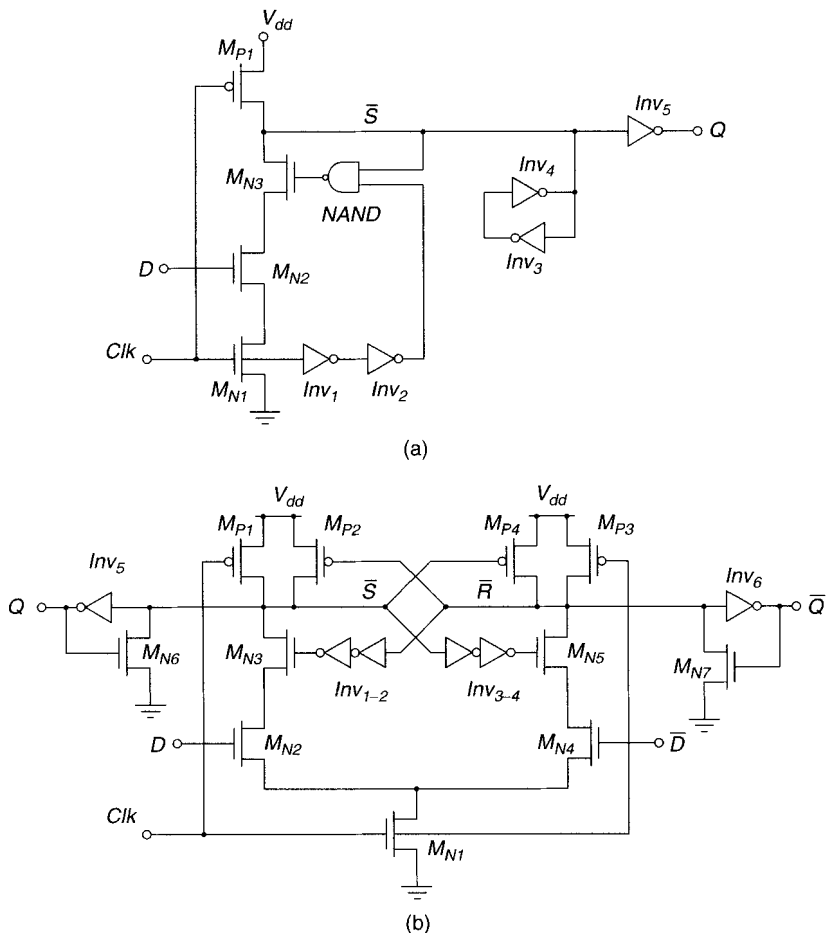 V_dd
M_P1
S̅
Inv_5
Q
Inv_4
M_N3
NAND
Inv_3
D
M_N2
Clk
M_N1
Inv_1
Inv_2
(a)
V_dd
V_dd
M_P1
M_P2
M_P4
M_P3
Inv_5
S̅
R̅
Inv_6
Q
Q̅
M_N6
M_N3
Inv_1–2
Inv_3–4
M_N5
M_N7
D
M_N2
M_N4
D̅
Clk
M_N1
(b)